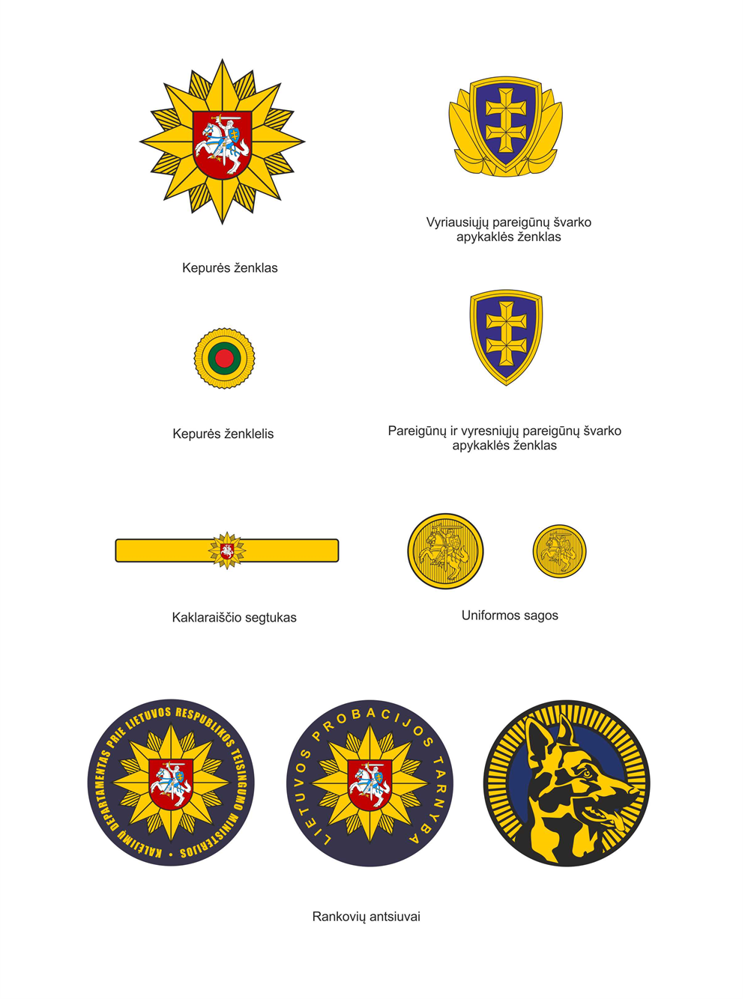 Vyriausiųjų pareigūnų švarko
apykaklės ženklas
Kepurės ženklas
Kepurės ženklelis
Pareigūnų ir vyresniųjų pareigūnų švarko
apykaklės ženklas
Kaklaraiščio segtukas
Uniformos sagos
KALĖJIMŲ DEPARTAMENTAS PRIE LIETUVOS RESPUBLIKOS TEISINGUMO MINISTERIJOS •
LIETUVOS PROBACIJOS TARNYBA
Rankovių antsiuvai